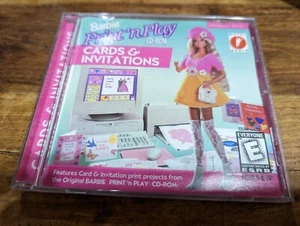 Barbie
Print 'n Play
CD-ROM
CARDS &
INVITATIONS
CARDS & INVITATIONS
EVERYONE
E
ESRB
Features Card & Invitation print projects from
the Original BARBIE PRINT 'n PLAY CD-ROM!